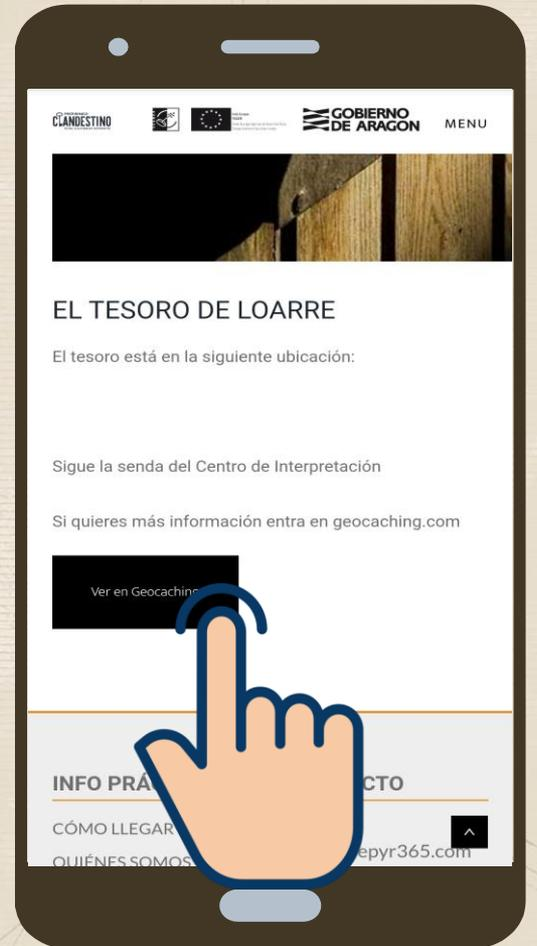 CLANDESTINO
GOBIERNO
DE ARAGON
MENU
EL TESORO DE LOARRE
El tesoro está en la siguiente ubicación:
Sigue la senda del Centro de Interpretación
Si quieres más información entra en geocaching.com
Ver en Geocaching
INFO PRÁ CTO
CÓMO LLEGAR
QUIÉNES SOMOS epyr365.com